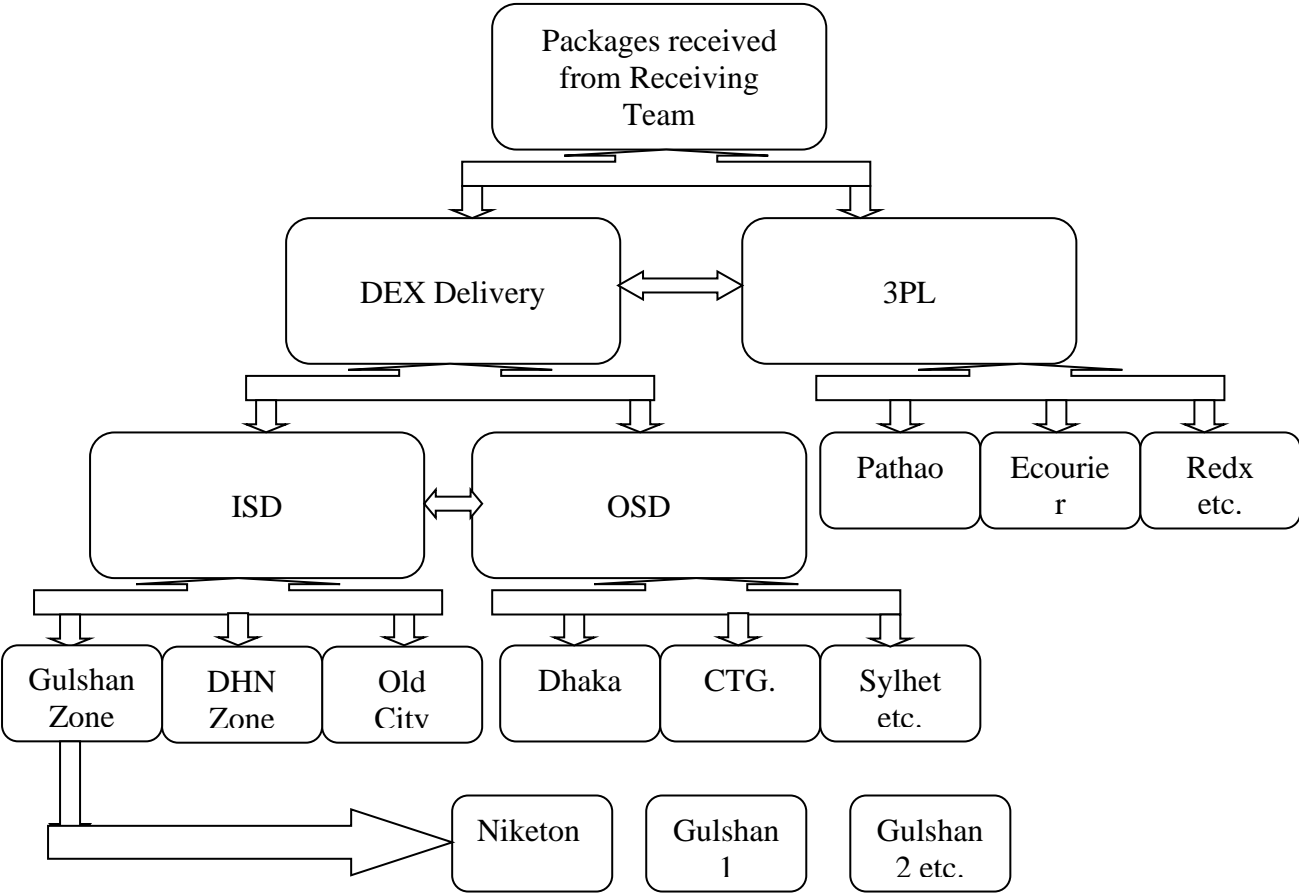 Packages received
from Receiving
Team
DEX Delivery
3PL
ISD
OSD
Pathao
Ecourie
r
Redx
etc.
Gulshan
Zone
DHN
Zone
Old
City
Dhaka
CTG.
Sylhet
etc.
Niketon
Gulshan
1
Gulshan
2 etc.